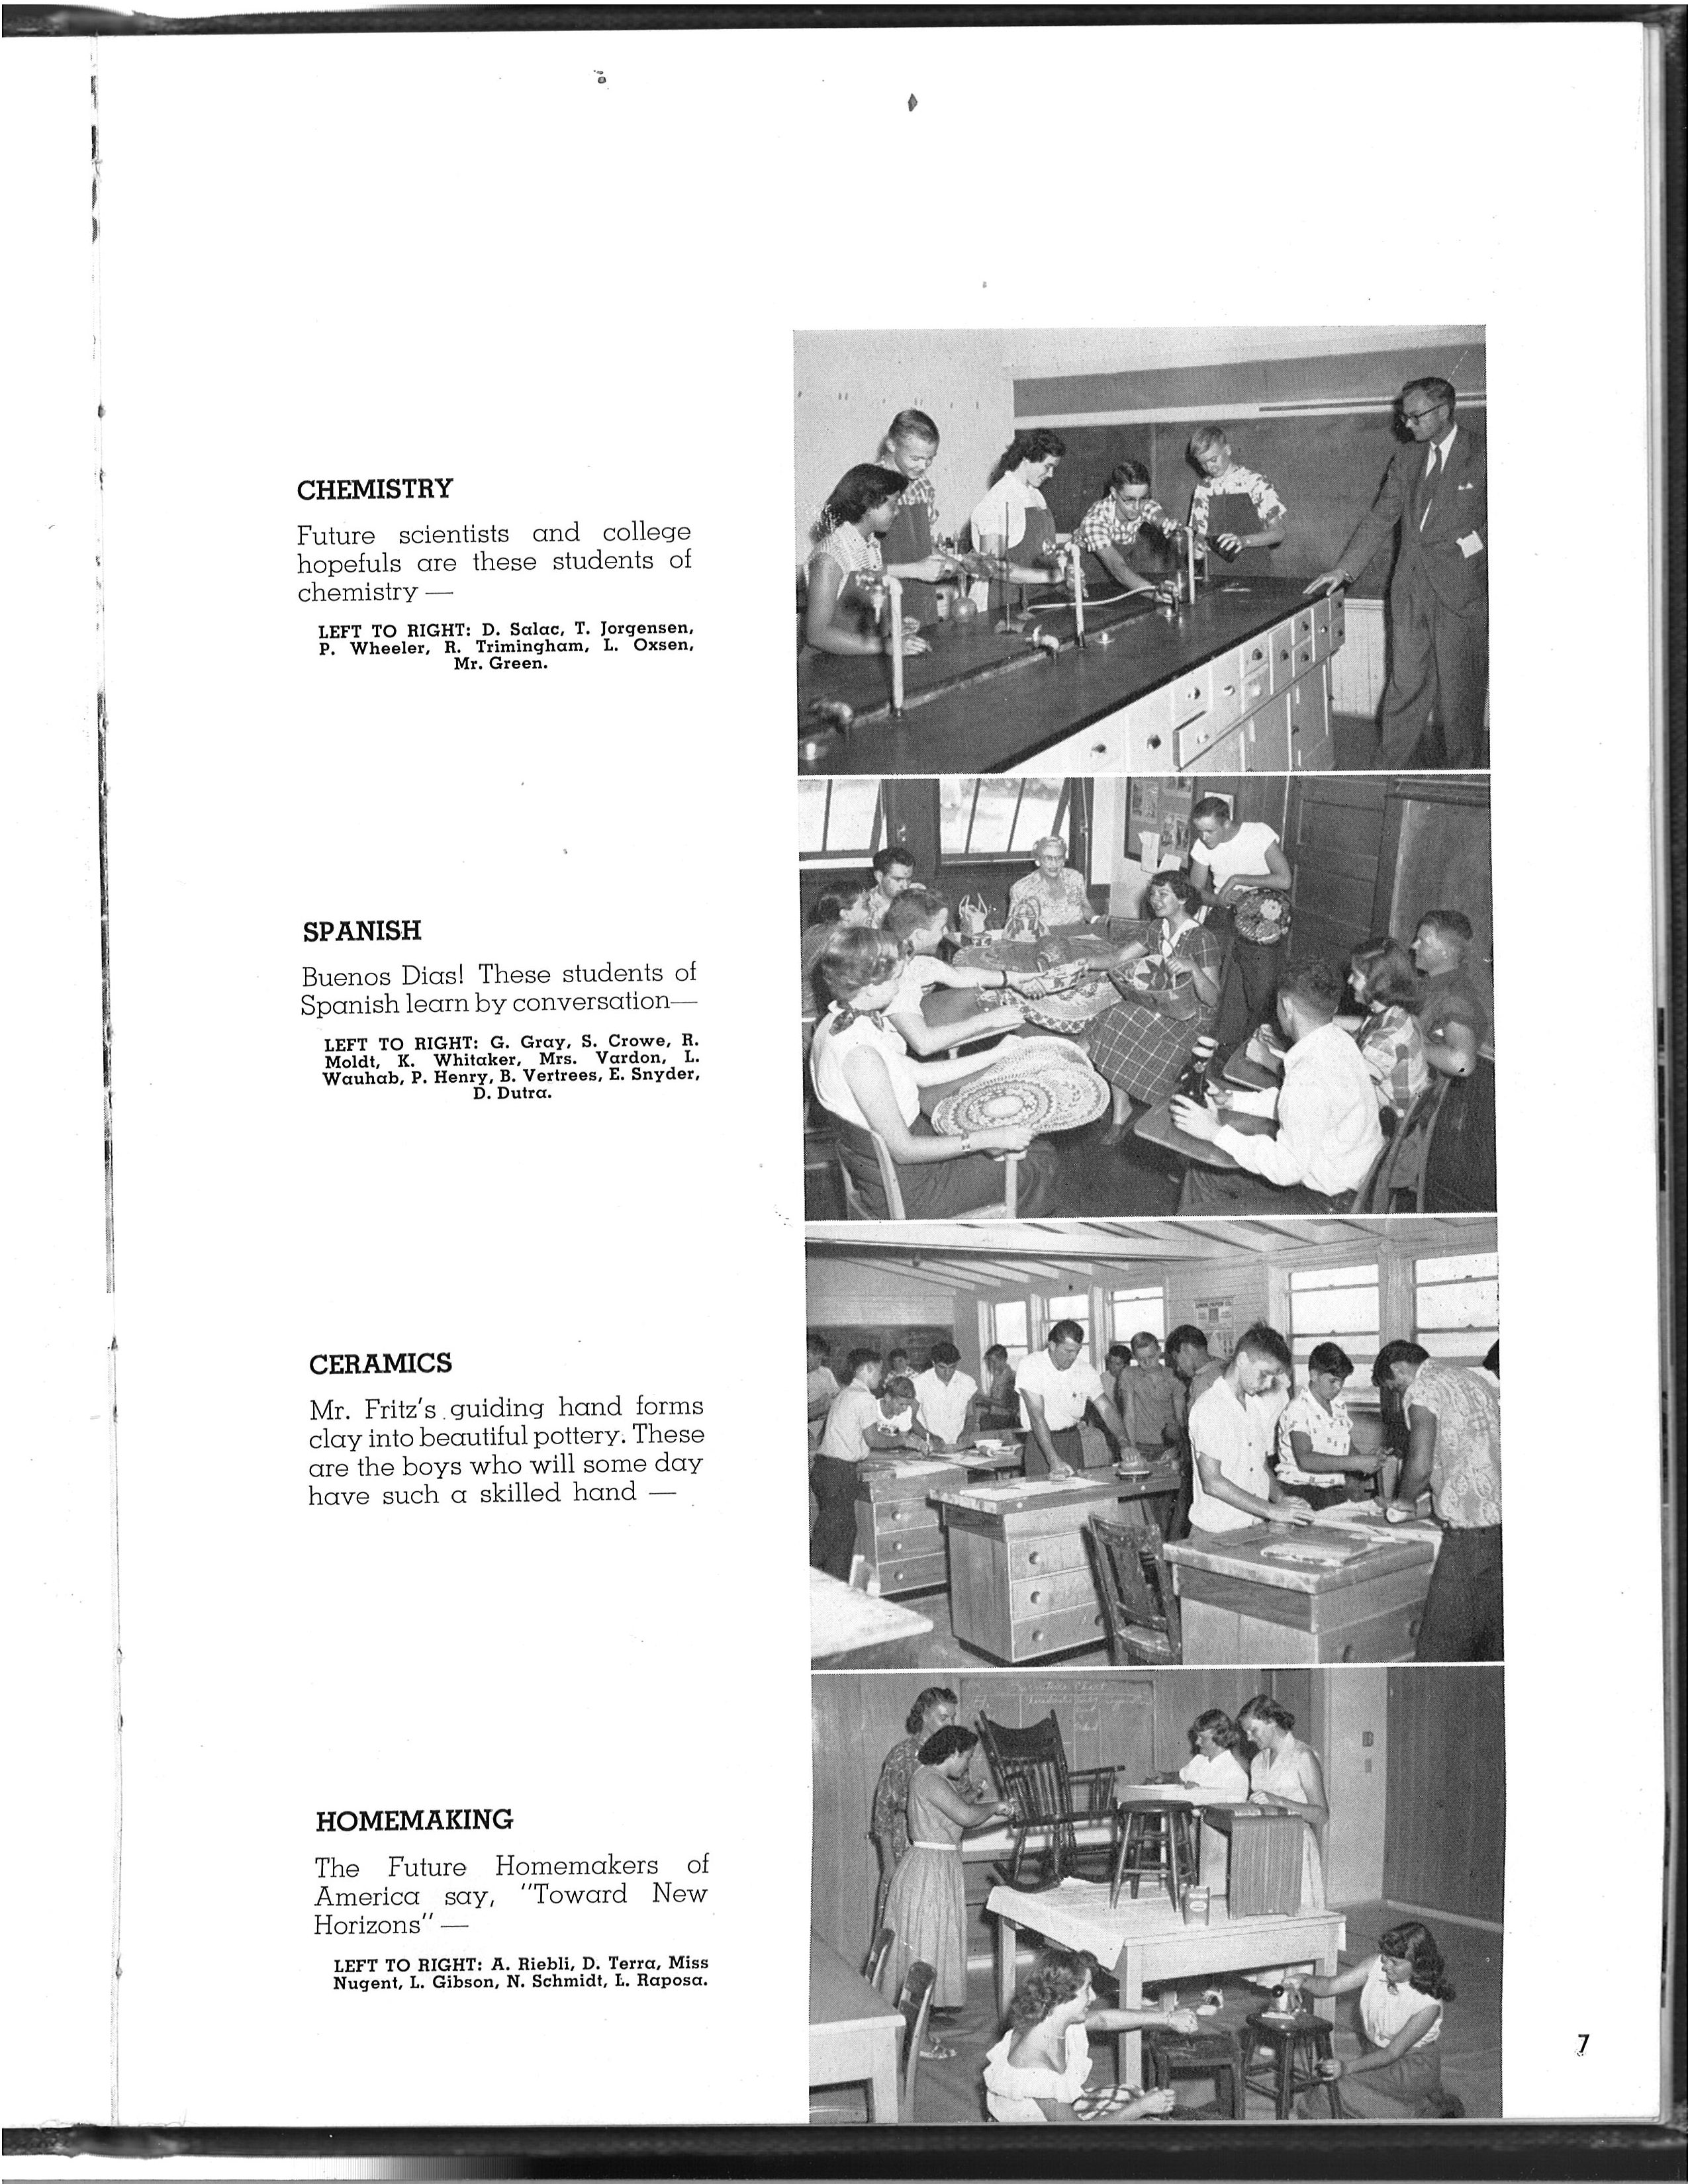 CHEMISTRY
Future scientists and college
hopefuls are these students of
chemistry —
LEFT TO RIGHT: D. Salac, T. Jorgensen,
P. Wheeler, R. Trimingham, L. Oxsen,
Mr. Green.
SPANISH
Buenos Dias! These students of
Spanish learn by conversation—
LEFT TO RIGHT: G. Gray, S. Crowe, R.
Moldt, K. Whitaker, Mrs. Vardon, L.
Wauhab, P. Henry, B. Vertrees, E. Snyder,
D. Dutra.
CERAMICS
Mr. Fritz's guiding hand forms
clay into beautiful pottery. These
are the boys who will some day
have such a skilled hand —
HOMEMAKING
The Future Homemakers of
America say, "Toward New
Horizons" —
LEFT TO RIGHT: A. Riebli, D. Terra, Miss
Nugent, L. Gibson, N. Schmidt, L. Raposa.
7